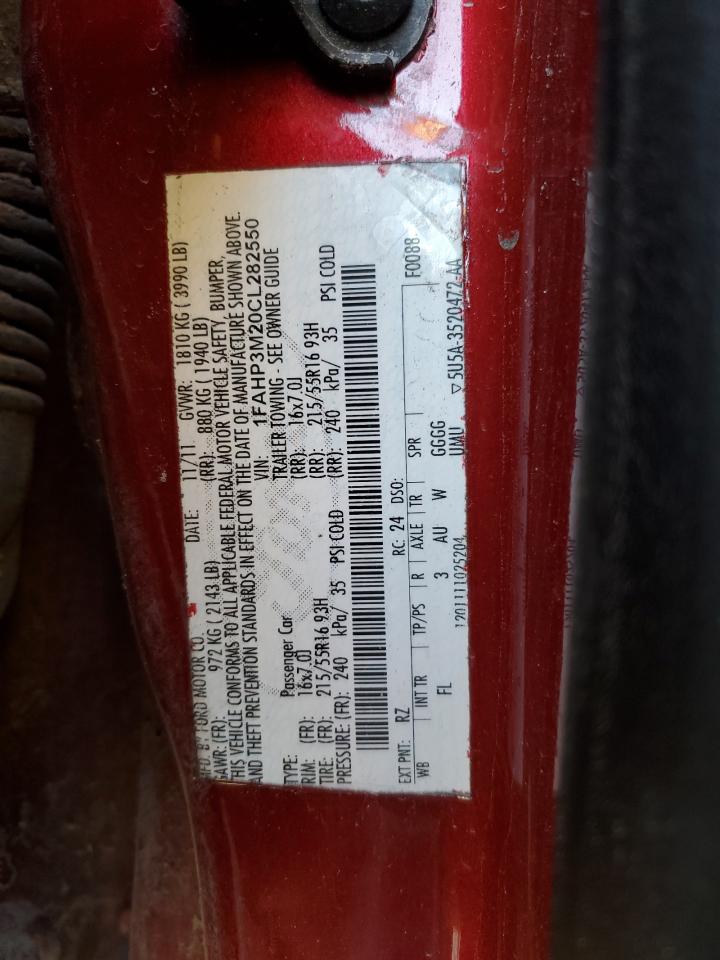 MFD. BY FORD MOTOR CO. DATE: 11/11 GVWR: 1810 KG ( 3990 LB)
GAWR: (FR): 972 KG ( 2143 LB) (RR): 880 KG ( 1940 LB)
THIS VEHICLE CONFORMS TO ALL APPLICABLE FEDERAL MOTOR VEHICLE SAFETY, BUMPER,
AND THEFT PREVENTION STANDARDS IN EFFECT ON THE DATE OF MANUFACTURE SHOWN ABOVE.
VIN: 1FAHP3M20CL282550
TYPE: Passenger Car TRAILER TOWING - SEE OWNER GUIDE
RIM: (FR): 16x7.0J (RR): 16x7.0J
TIRE: (FR): 215/55R16 93H (RR): 215/55R16 93H
PRESSURE: (FR): 240 kPa/ 35 PSI COLD (RR): 240 kPa/ 35 PSI COLD
EXT PNT: RZ RC: 24 DSO: F0088
WB INT TR TP/PS R AXLE TR SPR
FL 3 AU W GGGG
1201111025204 UMU ▽ 5U5A-3520472-AA